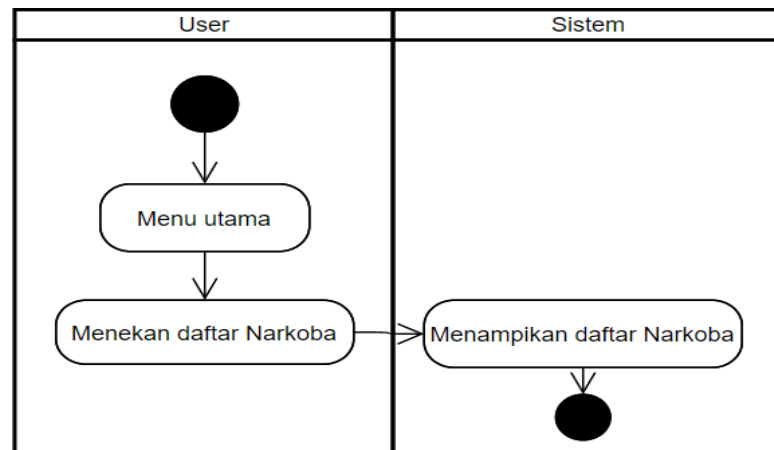 User
Sistem
Menu utama
Menekan daftar Narkoba
Menampikan daftar Narkoba